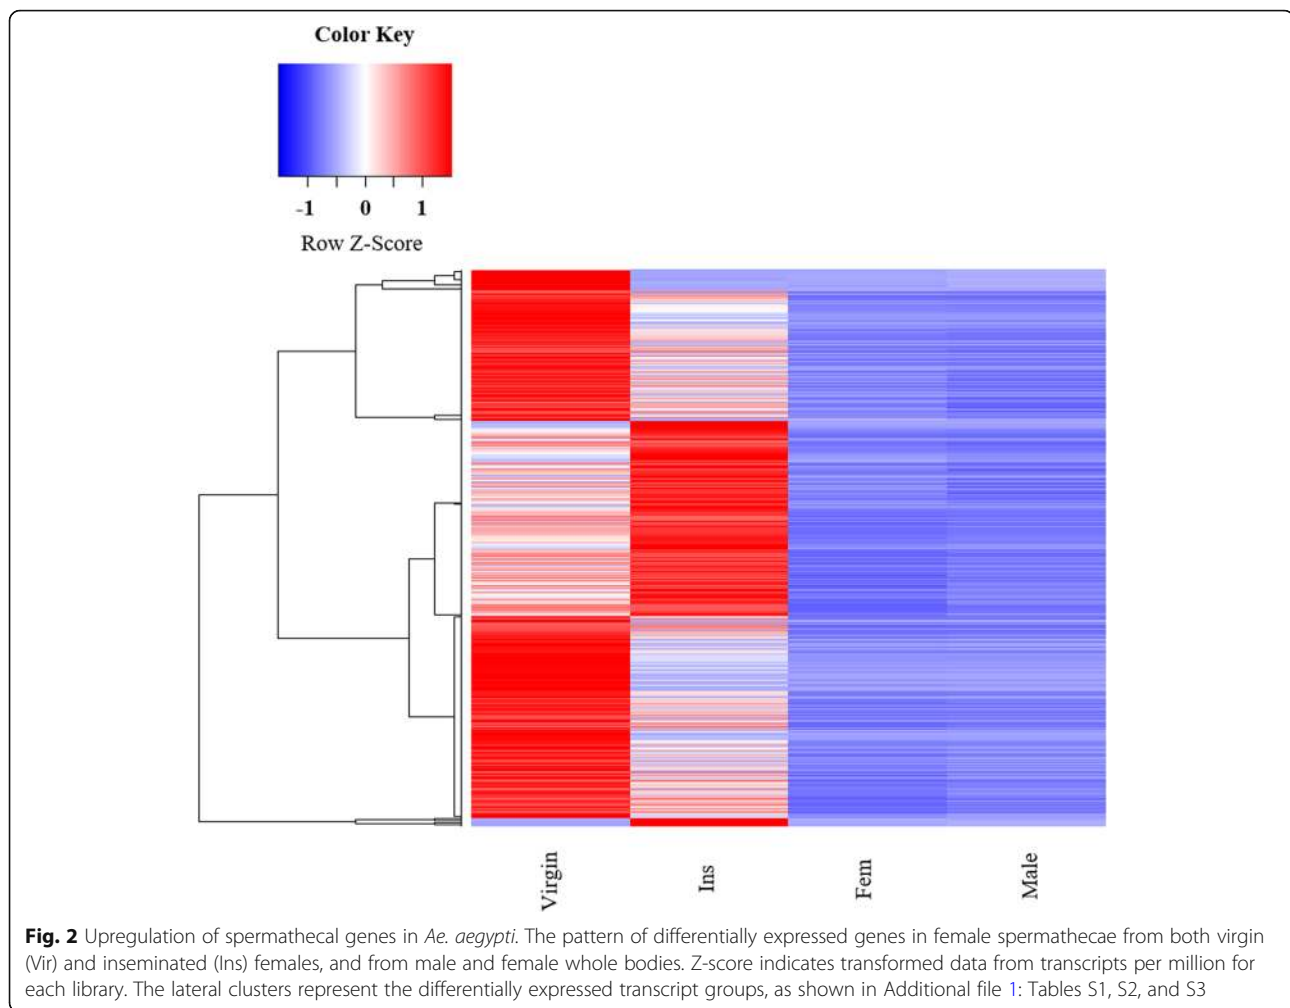 Color Key
-1 0 1
Row Z-Score
Virgin
Ins
Fem
Male
Fig. 2 Upregulation of spermathecal genes in Ae. aegypti. The pattern of differentially expressed genes in female spermathecae from both virgin
(Vir) and inseminated (Ins) females, and from male and female whole bodies. Z-score indicates transformed data from transcripts per million for
each library. The lateral clusters represent the differentially expressed transcript groups, as shown in Additional file 1: Tables S1, S2, and S3